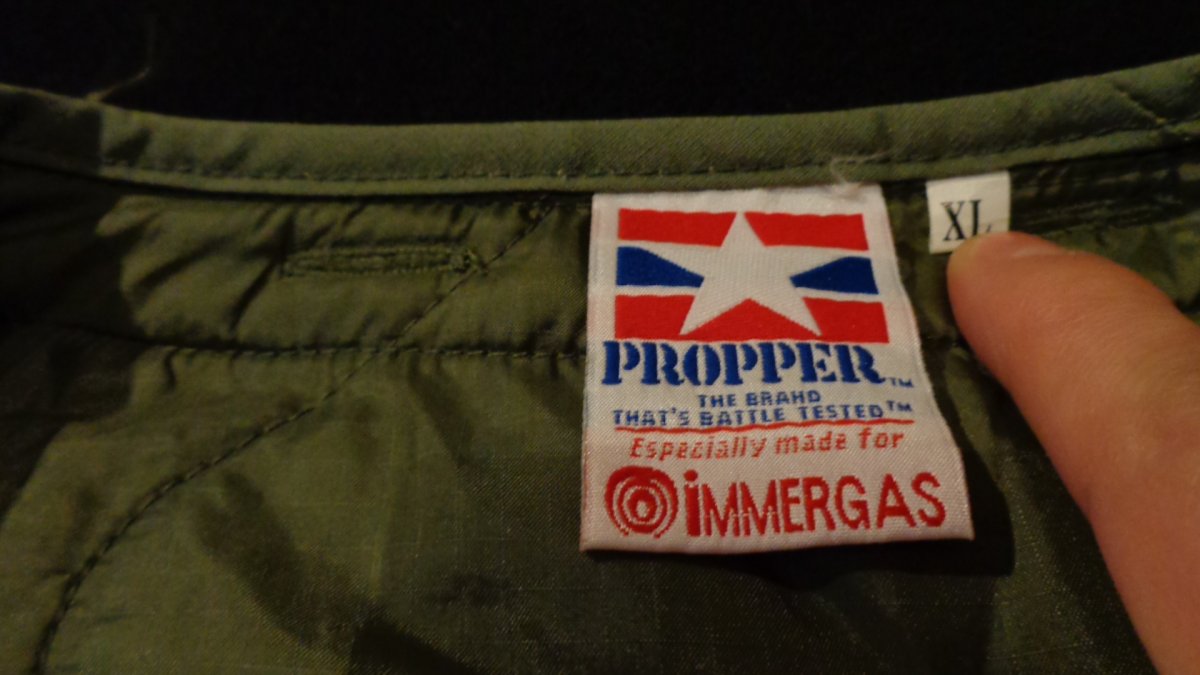 XL
PROPPER™
THE BRAND
THAT'S BATTLE TESTED™
Especially made for
iMMERGAS